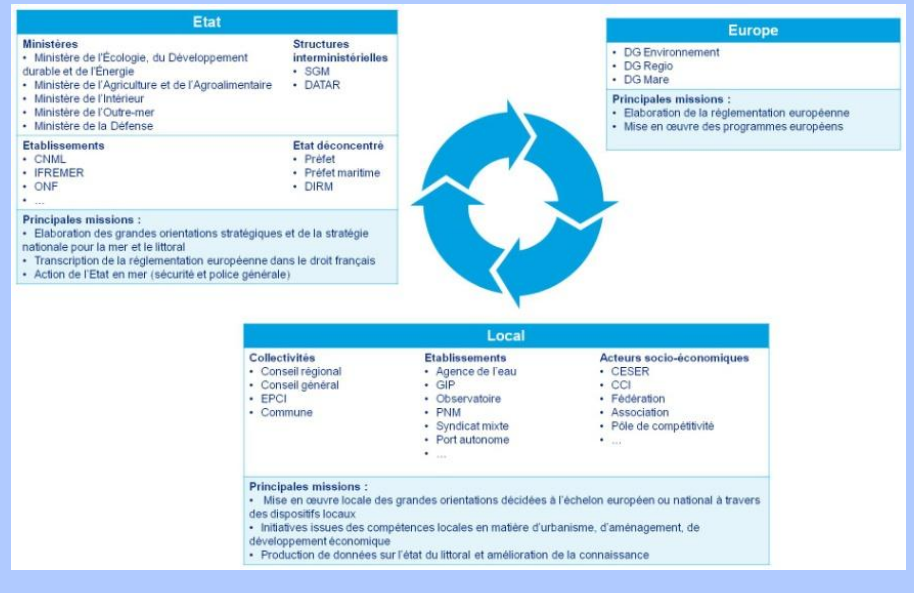 Etat
Ministères
• Ministère de l'Écologie, du Développement
durable et de l'Énergie
• Ministère de l'Agriculture et de l'Agroalimentaire
• Ministère de l'Intérieur
• Ministère de l'Outre-mer
• Ministère de la Défense
Structures
interministérielles
• SGM
• DATAR
Etablissements
• CNML
• IFREMER
• ONF
• ...
Etat déconcentré
• Préfet
• Préfet maritime
• DIRM
Principales missions :
• Elaboration des grandes orientations stratégiques et de la stratégie
nationale pour la mer et le littoral
• Transcription de la réglementation européenne dans le droit français
• Action de l'Etat en mer (sécurité et police générale)
Europe
• DG Environnement
• DG Regio
• DG Mare
Principales missions :
• Elaboration de la réglementation européenne
• Mise en œuvre des programmes européens
Local
Collectivités
• Conseil régional
• Conseil général
• EPCI
• Commune
Etablissements
• Agence de l'eau
• GIP
• Observatoire
• PNM
• Syndicat mixte
• Port autonome
• ...
Acteurs socio-économiques
• CESER
• CCI
• Fédération
• Association
• Pôle de compétitivité
• ...
Principales missions :
• Mise en œuvre locale des grandes orientations décidées à l'échelon européen ou national à travers
des dispositifs locaux
• Initiatives issues des compétences locales en matière d'urbanisme, d'aménagement, de
développement économique
• Production de données sur l'état du littoral et amélioration de la connaissance